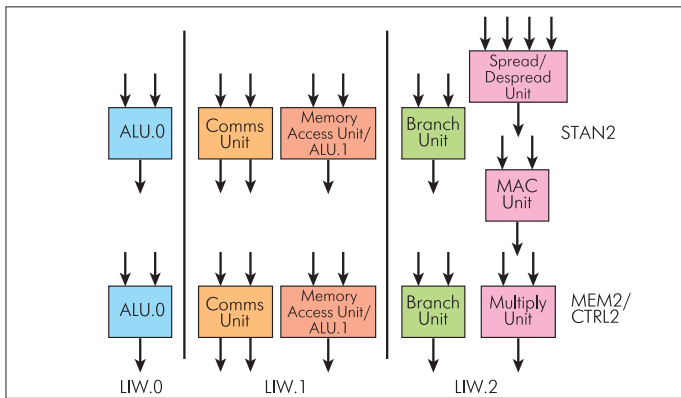 Spread/
Despread
Unit
STAN2
ALU.0
Comms
Unit
Memory
Access Unit/
ALU.1
Branch
Unit
MAC
Unit
ALU.0
Comms
Unit
Memory
Access Unit/
ALU.1
Branch
Unit
Multiply
Unit
MEM2/
CTRL2
LIW.0
LIW.1
LIW.2